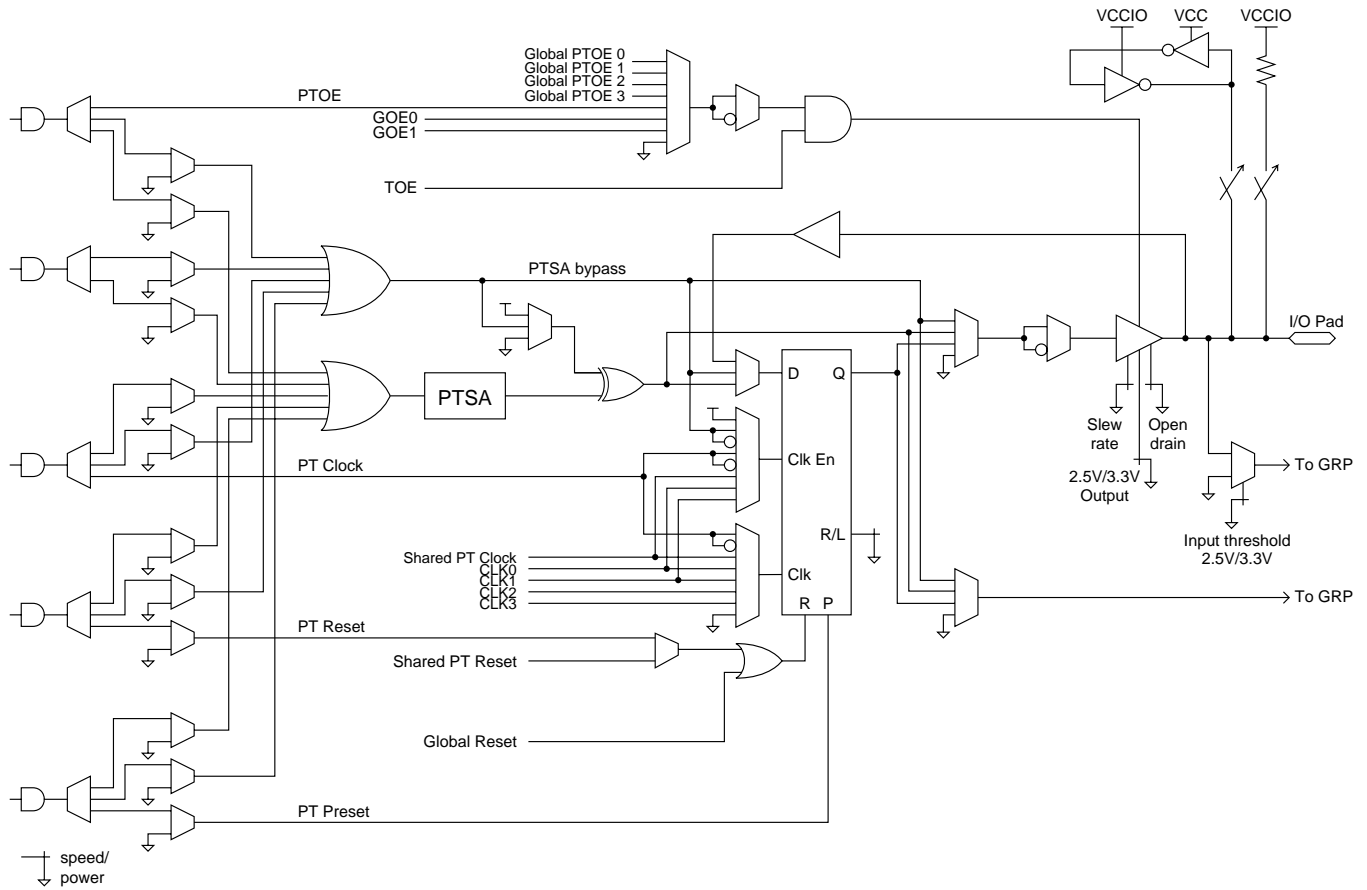 VCCIO
VCC
VCCIO
Global PTOE 0
Global PTOE 1
Global PTOE 2
Global PTOE 3
PTOE
GOE0
GOE1
TOE
PTSA bypass
I/O Pad
D
Q
PTSA
Slew
rate
Open
drain
PT Clock
Clk En
To GRP
2.5V/3.3V
Output
R/L
Input threshold
2.5V/3.3V
Shared PT Clock
CLK0
CLK1
CLK2
CLK3
Clk
R P
To GRP
PT Reset
Shared PT Reset
Global Reset
PT Preset
speed/
power